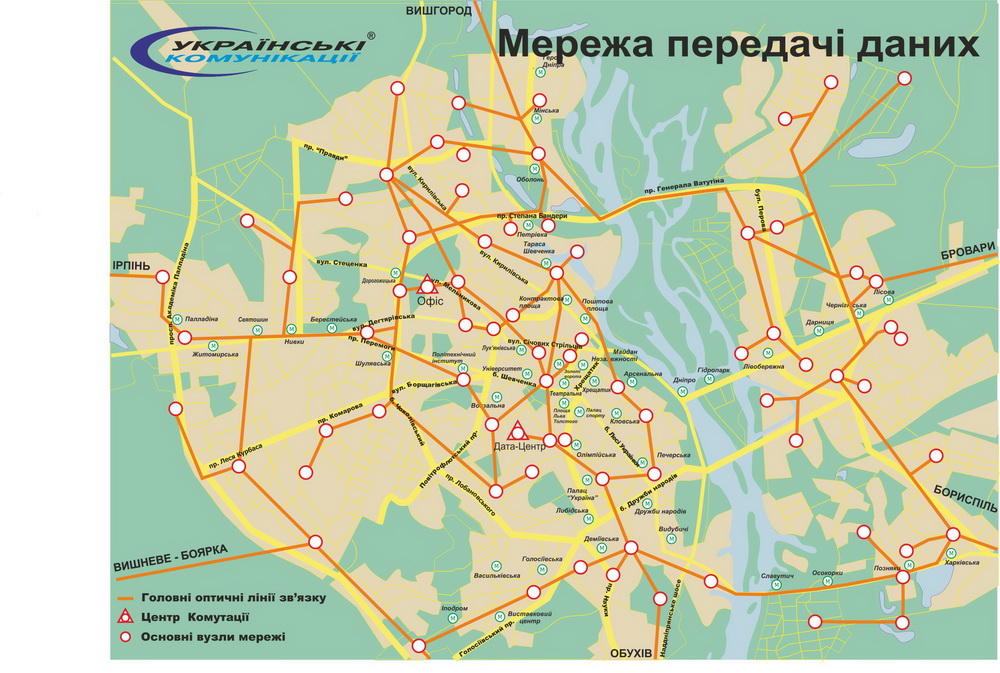 ВИШГОРОД
УКРАЇНСЬКІ®
КОМУНІКАЦІЇ
Мережа передачі даних
Героїв
Дніпра
Мінська
пр. "Правди"
вул. Кирилівська
Оболонь
пр. Генерала Ватутіна
бул. Перова
пр. Степана Бандери
Петрівка
Тараса
Шевченка
БРОВАРИ
ІРПІНЬ
просп. Академіка Палладіна
вул. Стеценка
Дорогожицька
Офіс
вул. Мельникова
вул. Кирилівська
Контрактова
площа
Поштова
площа
Лісова
Чернігівська
Дарниця
Палладіна
Святошин
Нивки
Берестейська
вул. Дегтярівська
пр. Перемоги
Житомирська
Шулявська
Політехнічний
інститут
Лук'янівська
вул. Січових Стрільців
Університет
б. Шевченка
Золоті
ворота
Хрещатик
Майдан
Незалежності
Хрещатик
Арсенальна
Дніпро
Гідропарк
Лівобережна
вул. Борщагівська
Вокзальна
Театральна
Площа
Льва
Толстого
Палац
спорту
Кловська
пр. Комарова
Дата-Центр
б. Лесі Українки
Олімпійська
Печерська
пр. Леся Курбаса
Повітрофлотський пр.
пр. Лобановського
Палац
"Україна"
б. Дружби народів
Либідська
Дружби народів
Видубичі
БОРИСПІЛЬ
Деміївська
Голосіївська
Васильківська
ВИШНЕВЕ - БОЯРКА
Славутич
Осокорки
Позняки
Харківська
пр. Науки
Наддніпрянське шосе
Іподром
Виставковий
центр
Голосіївський пр.
ОБУХІВ
Головні оптичні лінії зв'язку
Центр Комутації
Основні вузли мережі